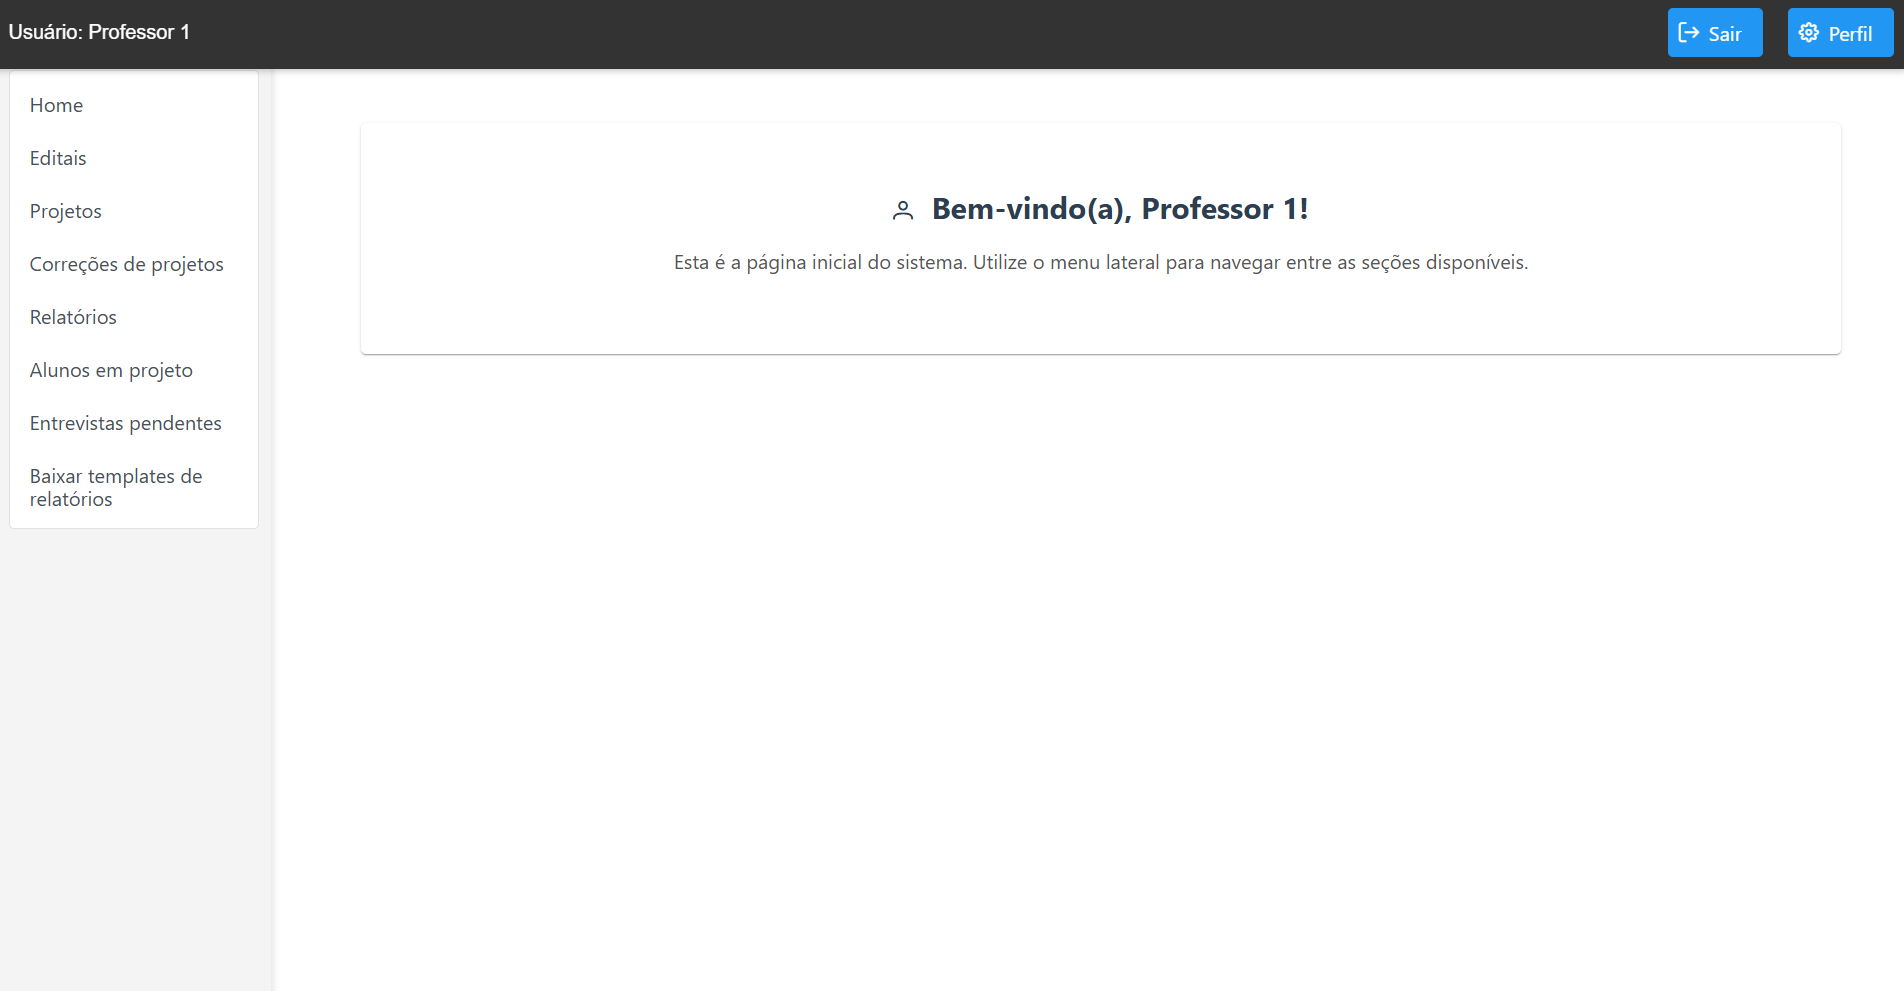 Usuário: Professor 1
Sair
Perfil
Home
Editais
Projetos
Correções de projetos
Relatórios
Alunos em projeto
Entrevistas pendentes
Baixar templates de
relatórios
Bem-vindo(a), Professor 1!
Esta é a página inicial do sistema. Utilize o menu lateral para navegar entre as seções disponíveis.